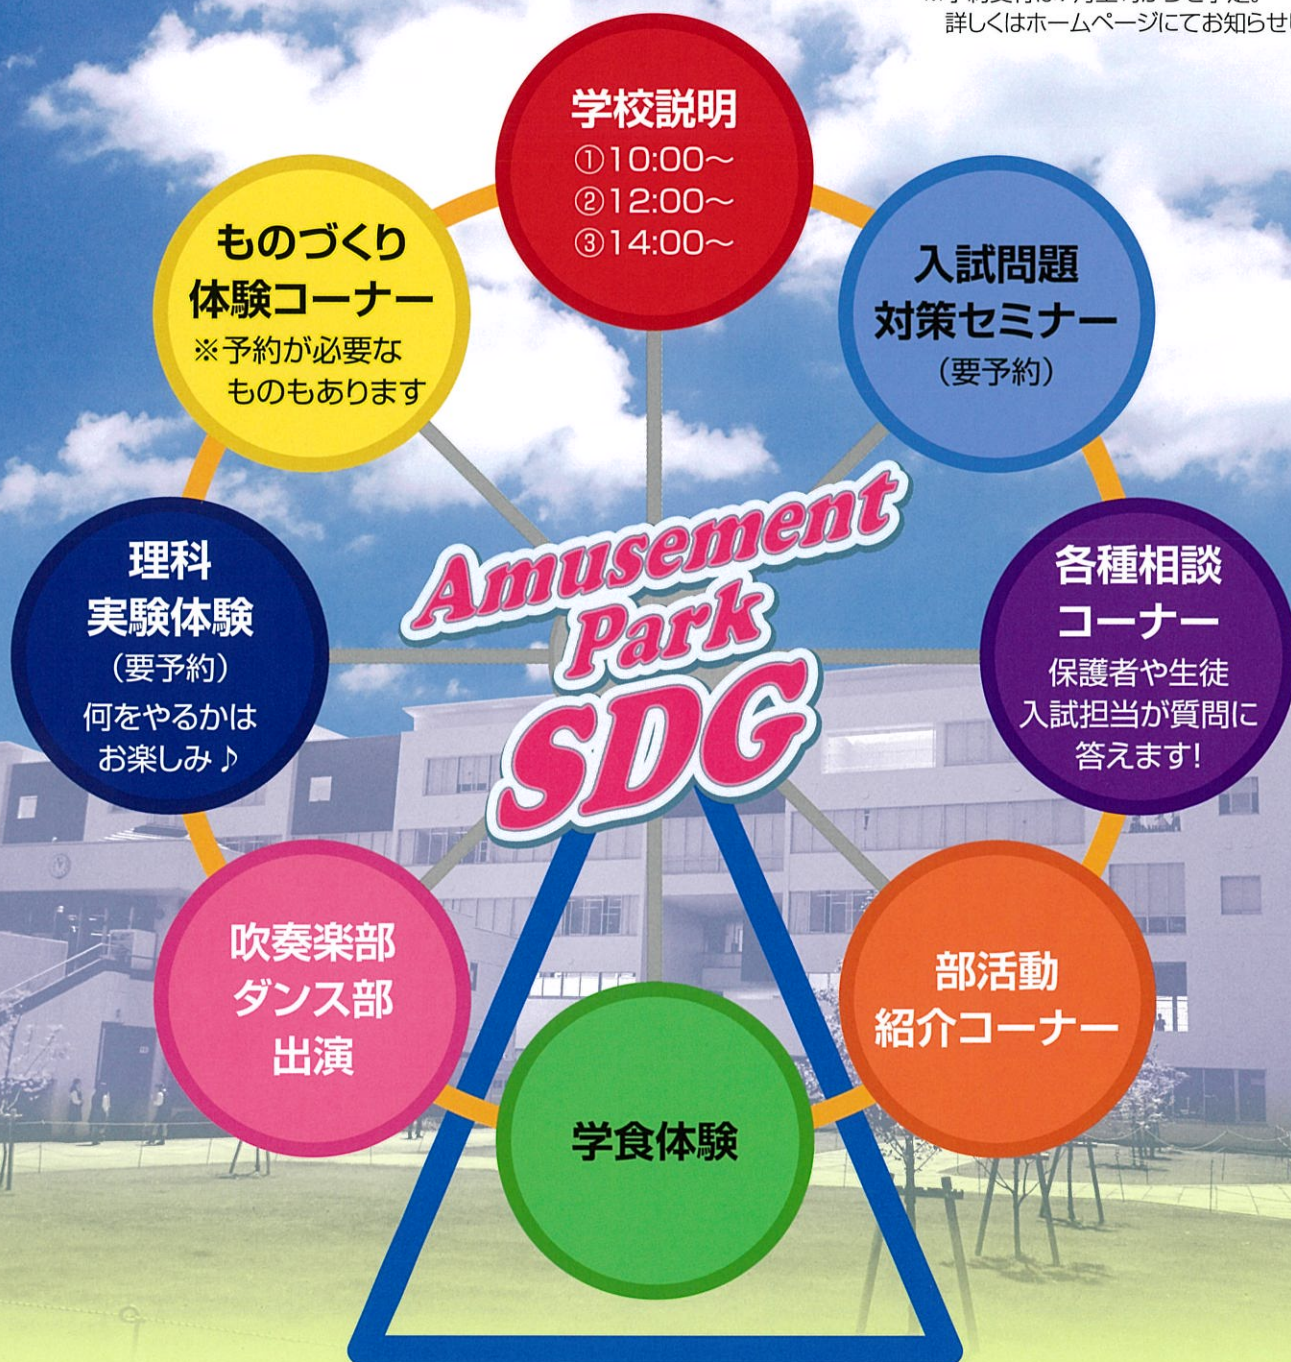 詳しくはホームページにてお知らせ
学校説明
①10:00～
②12:00～
③14:00～
ものづくり
体験コーナー
※予約が必要な
ものもあります
入試問題
対策セミナー
（要予約）
Amusement
Park
SDG
理科
実験体験
（要予約）
何をやるかは
お楽しみ♪
各種相談
コーナー
保護者や生徒
入試担当が質問に
答えます!
吹奏楽部
ダンス部
出演
部活動
紹介コーナー
学食体験